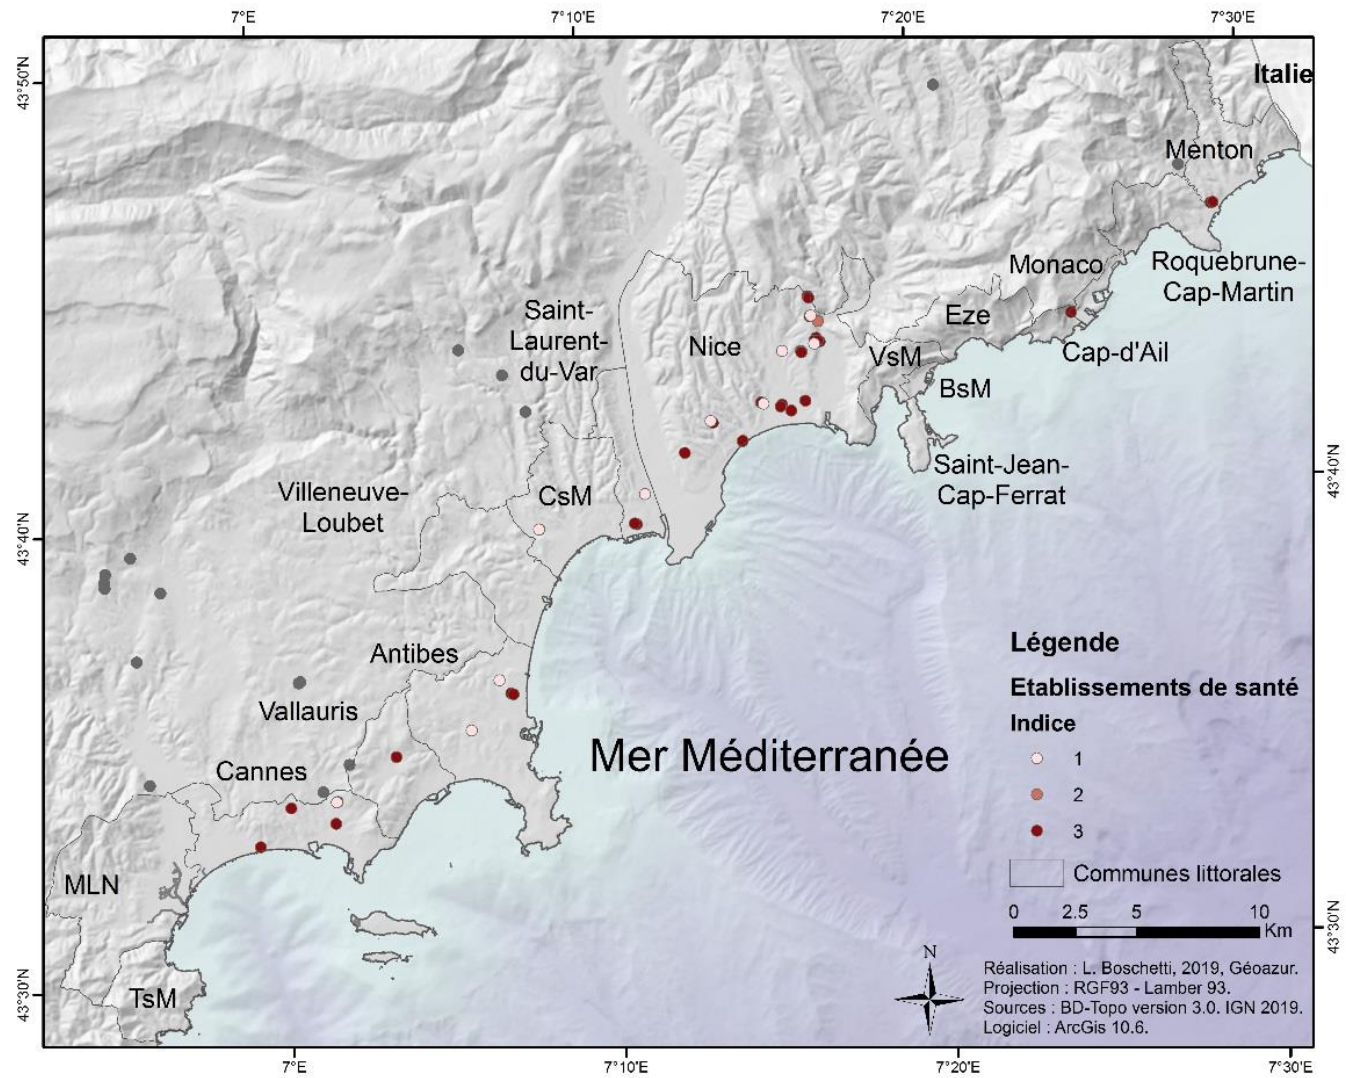 7°E 7°10'E 7°20'E 7°30'E
43°50'N
Italie
Menton
Monaco
Roquebrune-
Cap-Martin
Saint-
Laurent-
du-Var
Nice
Eze
VsM
Cap-d'Ail
BsM
Saint-Jean-
Cap-Ferrat
43°40'N
Villeneuve-
Loubet
CsM
43°40'N
Antibes
Vallauris
Cannes
Mer Méditerranée
MLN
TsM
Légende
Etablissements de santé
Indice
1
2
3
Communes littorales
0 2.5 5 10
Km
43°30'N
N
Réalisation : L. Boschetti, 2019, Géoazur.
Projection : RGF93 - Lamber 93.
Sources : BD-Topo version 3.0. IGN 2019.
Logiciel : ArcGis 10.6.
43°30'N
7°E 7°10'E 7°20'E 7°30'E